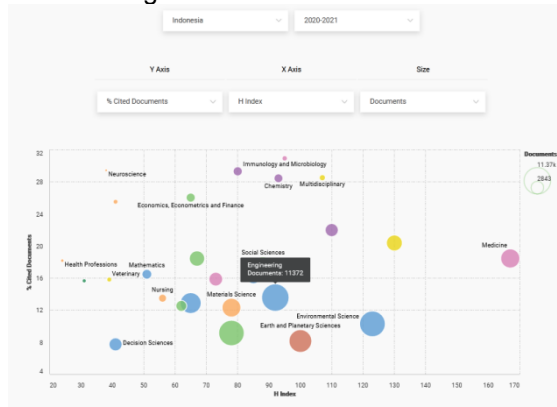 Indonesia 2020-2021
Y Axis X Axis Size
% Cited Documents H Index Documents
Documents
11.37k
2843
32
28
24
20
16
12
8
4
% Cited Documents
Immunology and Microbiology
Neuroscience
Chemistry Multidisciplinary
Economics, Econometrics and Finance
Medicine
Social Sciences
Health Professions Mathematics
Engineering
Documents: 11372
Veterinary
Nursing
Materials Science
Environmental Science
Earth and Planetary Sciences
Decision Sciences
20 30 40 50 60 70 80 90 100 110 120 130 140 150 160 170
H Index